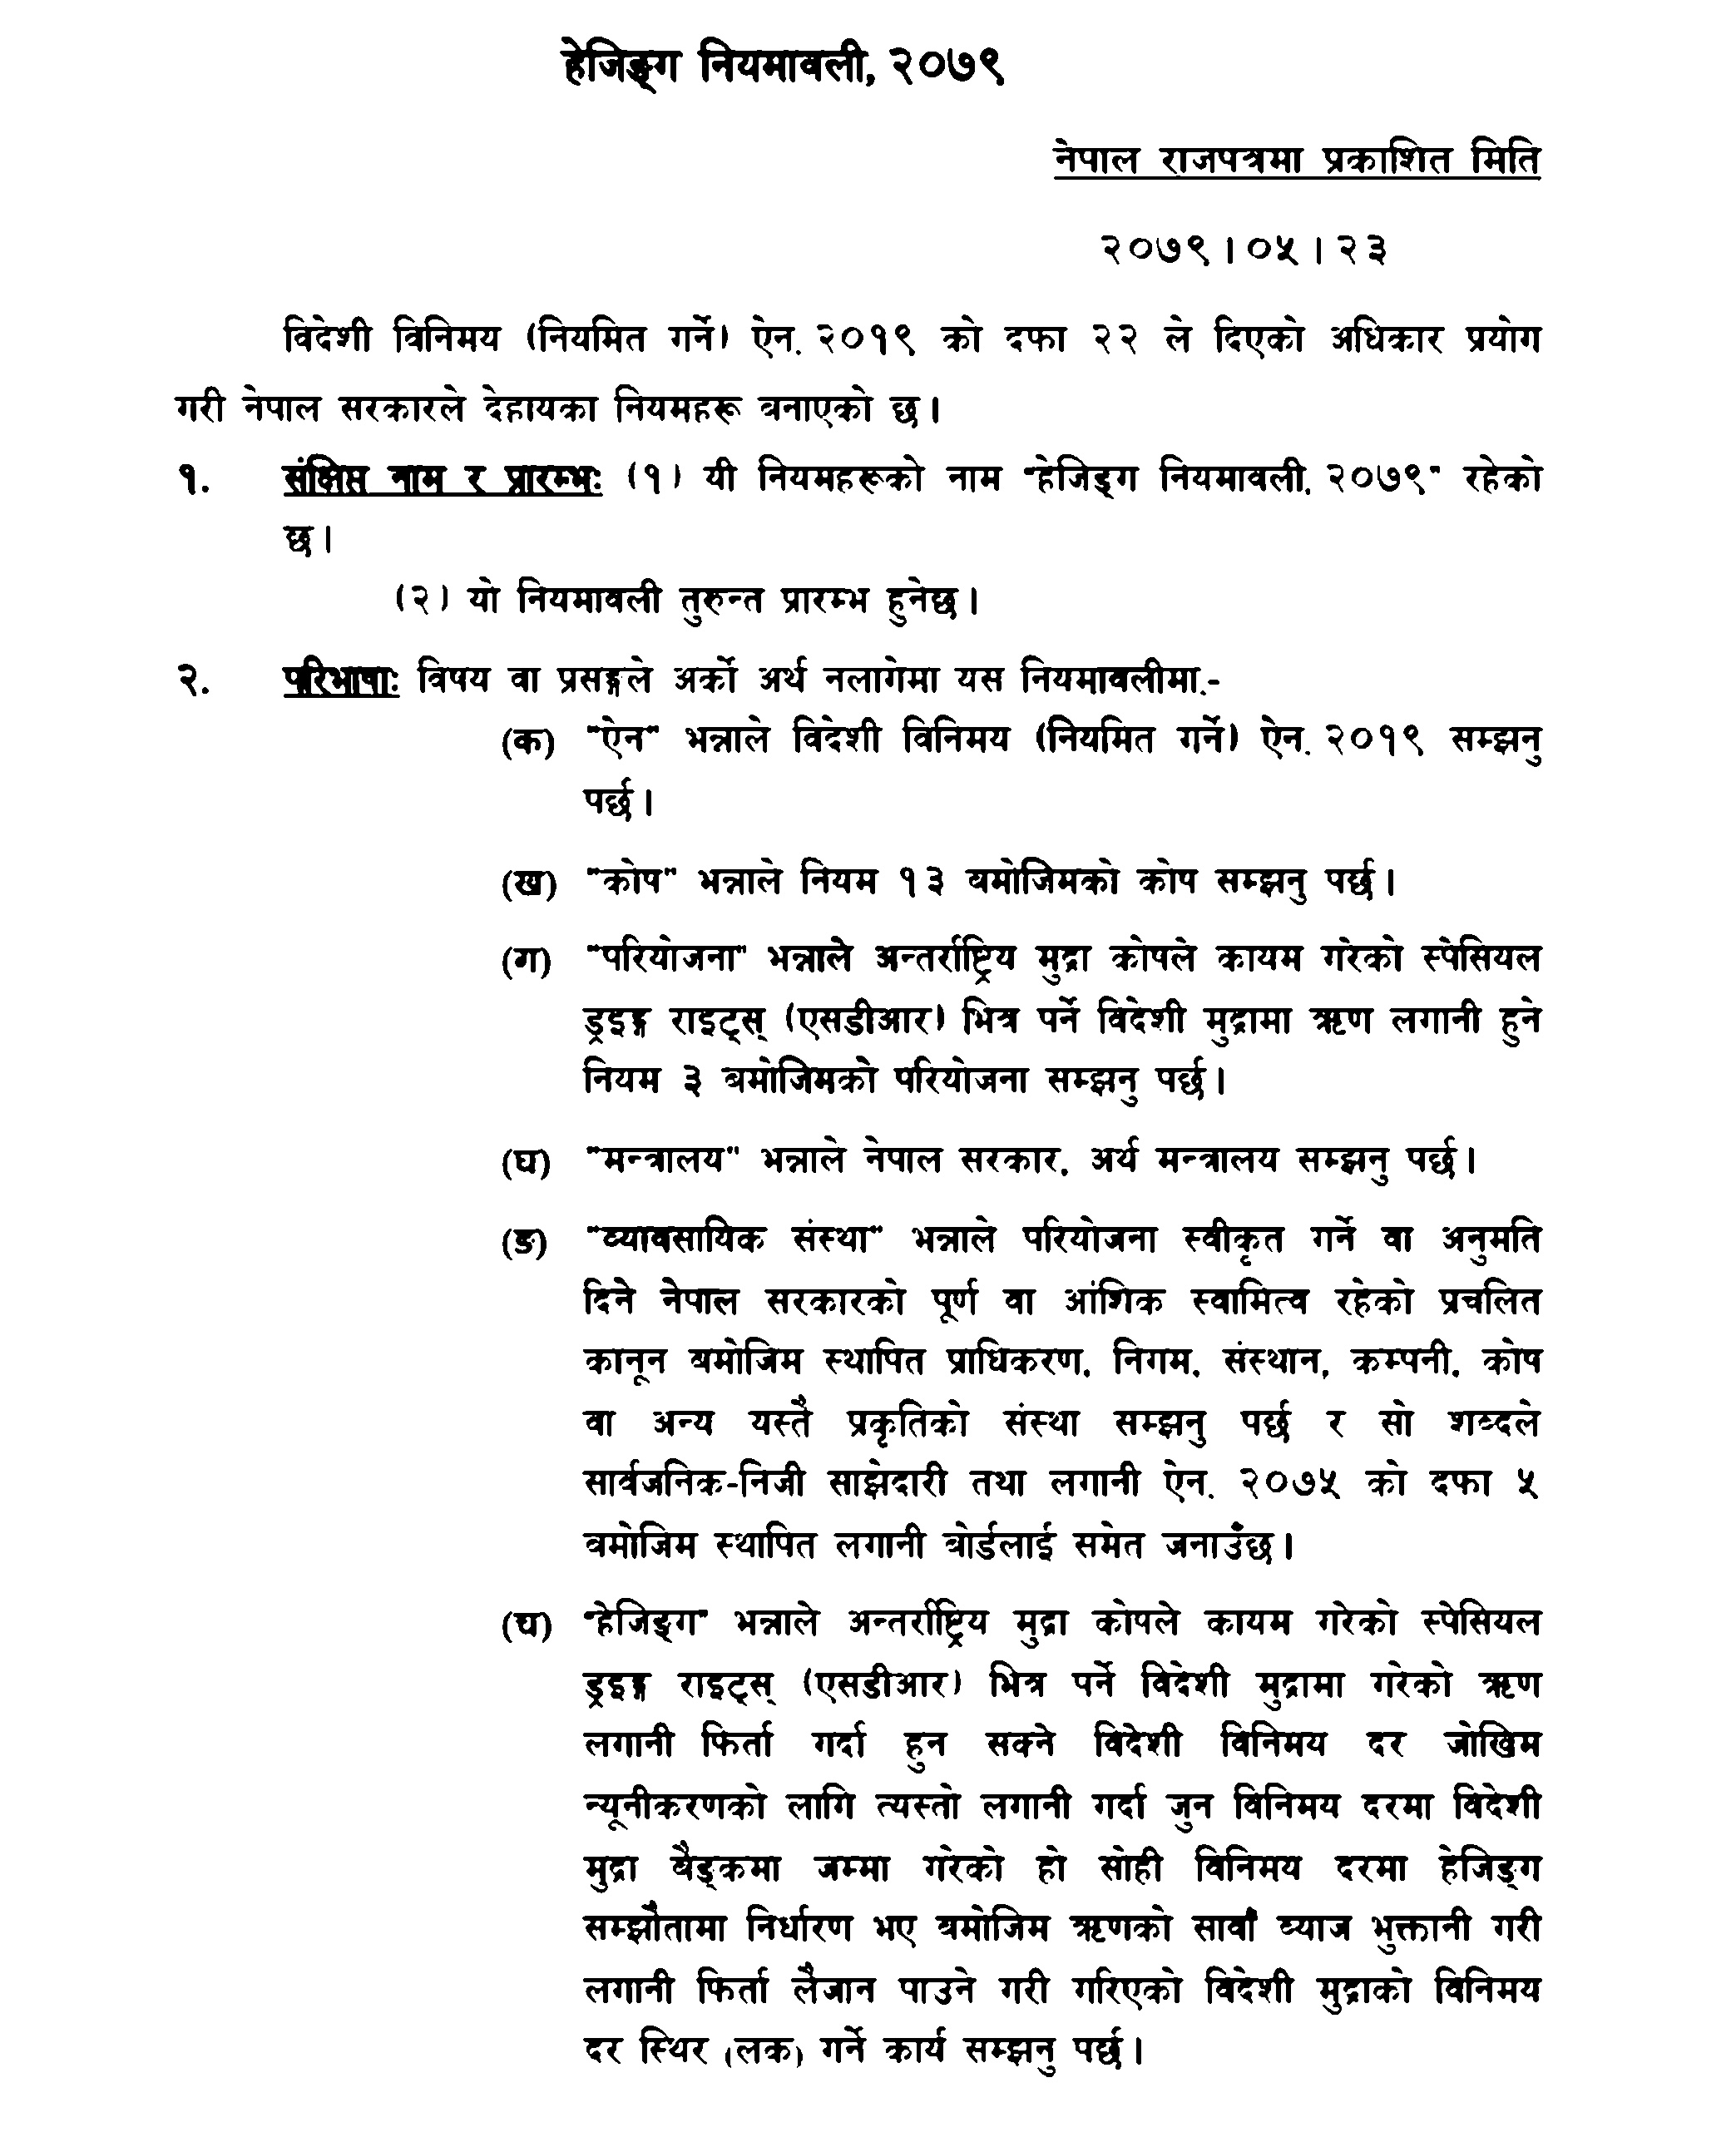 हेजिङ्ग नियमावली, २०७९
नेपाल राजपत्रमा प्रकाशित मिति
२०७९।०५।२३
विदेशी विनिमय (नियमित गर्ने) ऐन, २०१९ को दफा २२ ले दिएको अधिकार प्रयोग
गरी नेपाल सरकारले देहायका नियमहरू बनाएको छ।
१. संक्षिप्त नाम र प्रारम्भः (१) यी नियमहरूको नाम "हेजिङ्ग नियमावली, २०७९" रहेको
छ।
(२) यो नियमावली तुरुन्त प्रारम्भ हुनेछ।
२. परिभाषाः विषय वा प्रसङ्गले अर्को अर्थ नलागेमा यस नियमावलीमा,-
(क) "ऐन" भन्नाले विदेशी विनिमय (नियमित गर्ने) ऐन, २०१९ सम्झनु
पर्छ।
(ख) "कोष" भन्नाले नियम १३ बमोजिमको कोष सम्झनु पर्छ।
(ग) "परियोजना" भन्नाले अन्तर्राष्ट्रिय मुद्रा कोषले कायम गरेको स्पेसियल
ड्रइङ्ग राइट्स् (एसडीआर) भित्र पर्ने विदेशी मुद्रामा ऋण लगानी हुने
नियम ३ बमोजिमको परियोजना सम्झनु पर्छ।
(घ) "मन्त्रालय" भन्नाले नेपाल सरकार, अर्थ मन्त्रालय सम्झनु पर्छ।
(ङ) "व्यावसायिक संस्था" भन्नाले परियोजना स्वीकृत गर्ने वा अनुमति
दिने नेपाल सरकारको पूर्ण वा आंशिक स्वामित्व रहेको प्रचलित
कानून बमोजिम स्थापित प्राधिकरण, निगम, संस्थान, कम्पनी, कोष
वा अन्य यस्तै प्रकृतिको संस्था सम्झनु पर्छ र सो शब्दले
सार्वजनिक-निजी साझेदारी तथा लगानी ऐन, २०७५ को दफा ५
बमोजिम स्थापित लगानी बोर्डलाई समेत जनाउँछ।
(घ) "हेजिङ्ग" भन्नाले अन्तर्राष्ट्रिय मुद्रा कोषले कायम गरेको स्पेसियल
ड्रइङ्ग राइट्स् (एसडीआर) भित्र पर्ने विदेशी मुद्रामा गरेको ऋण
लगानी फिर्ता गर्दा हुन सक्ने विदेशी विनिमय दर जोखिम
न्यूनीकरणको लागि त्यस्तो लगानी गर्दा जुन विनिमय दरमा विदेशी
मुद्रा बैङ्कमा जम्मा गरेको हो सोही विनिमय दरमा हेजिङ्ग
सम्झौतामा निर्धारण भए बमोजिम ऋणको सावाँ ब्याज भुक्तानी गरी
लगानी फिर्ता लैजान पाउने गरी गरिएको विदेशी मुद्राको विनिमय
दर स्थिर (लक) गर्ने कार्य सम्झनु पर्छ।